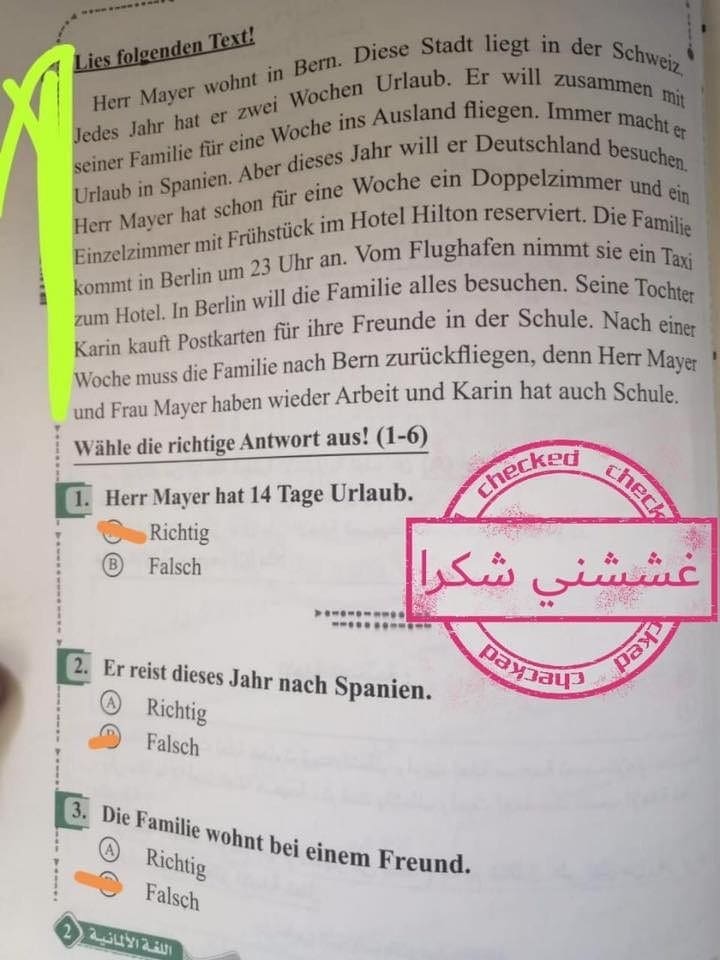 Lies folgenden Text!
Herr Mayer wohnt in Bern. Diese Stadt liegt in der Schweiz.
Jedes Jahr hat er zwei Wochen Urlaub. Er will zusammen mit
seiner Familie für eine Woche ins Ausland fliegen. Immer macht er
Urlaub in Spanien. Aber dieses Jahr will er Deutschland besuchen.
Herr Mayer hat schon für eine Woche ein Doppelzimmer und ein
Einzelzimmer mit Frühstück im Hotel Hilton reserviert. Die Familie
kommt in Berlin um 23 Uhr an. Vom Flughafen nimmt sie ein Taxi
zum Hotel. In Berlin will die Familie alles besuchen. Seine Tochter
Karin kauft Postkarten für ihre Freunde in der Schule. Nach einer
Woche muss die Familie nach Bern zurückfliegen, denn Herr Mayer
und Frau Mayer haben wieder Arbeit und Karin hat auch Schule.
Wähle die richtige Antwort aus! (1-6)
1. Herr Mayer hat 14 Tage Urlaub.
Richtig
B Falsch
checked check
غششني شكرا
checked checked
2. Er reist dieses Jahr nach Spanien.
A Richtig
Falsch
3. Die Familie wohnt bei einem Freund.
A Richtig
Falsch
2 اللغة الألمانية